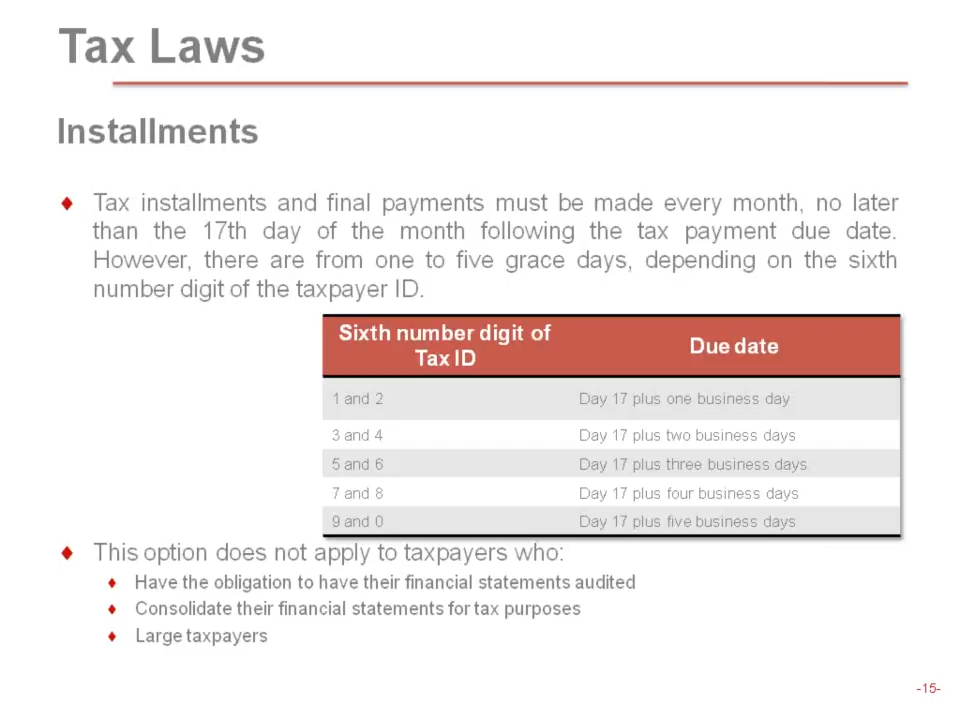 Tax Laws
Installments
♦ Tax installments and final payments must be made every month, no later
than the 17th day of the month following the tax payment due date.
However, there are from one to five grace days, depending on the sixth
number digit of the taxpayer ID.
Sixth number digit of
Tax ID
Due date
1 and 2 Day 17 plus one business day
3 and 4 Day 17 plus two business days
5 and 6 Day 17 plus three business days
7 and 8 Day 17 plus four business days
9 and 0 Day 17 plus five business days
♦ This option does not apply to taxpayers who:
♦ Have the obligation to have their financial statements audited
♦ Consolidate their financial statements for tax purposes
♦ Large taxpayers
-15-